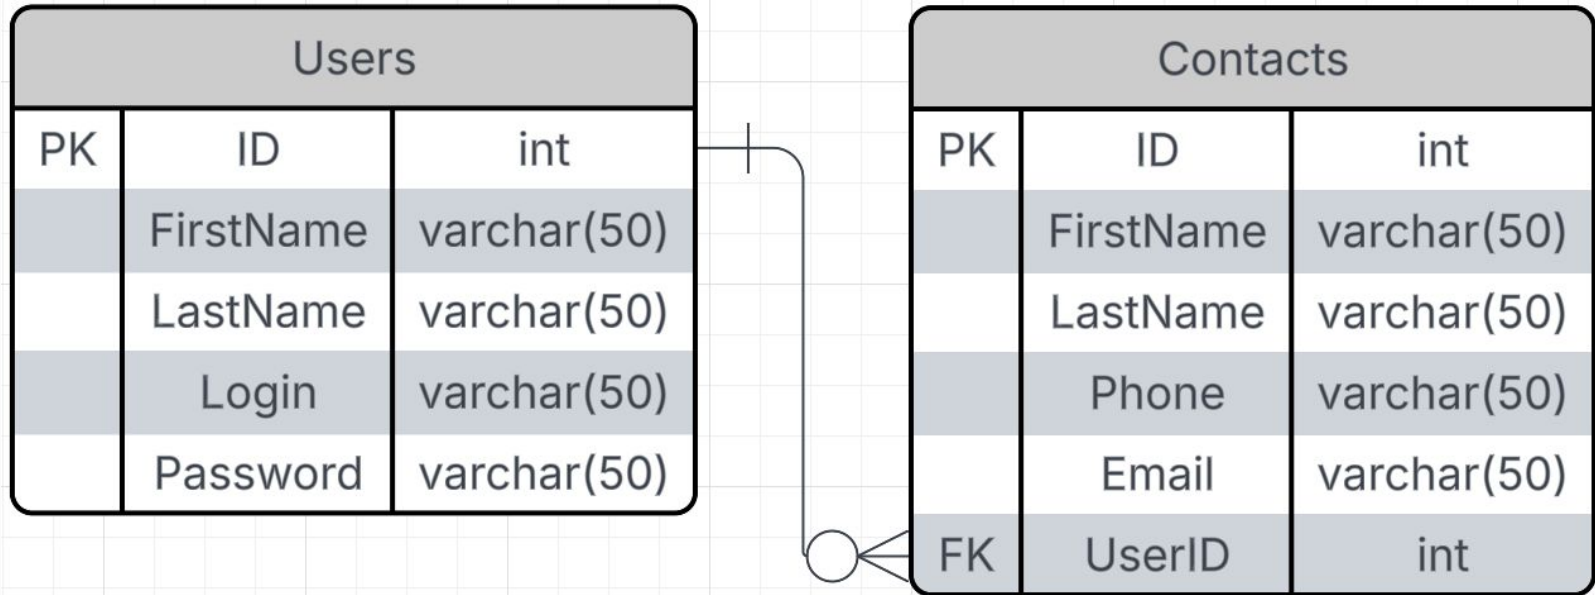 Users
PK ID int
FirstName varchar(50)
LastName varchar(50)
Login varchar(50)
Password varchar(50)
Contacts
PK ID int
FirstName varchar(50)
LastName varchar(50)
Phone varchar(50)
Email varchar(50)
FK UserID int